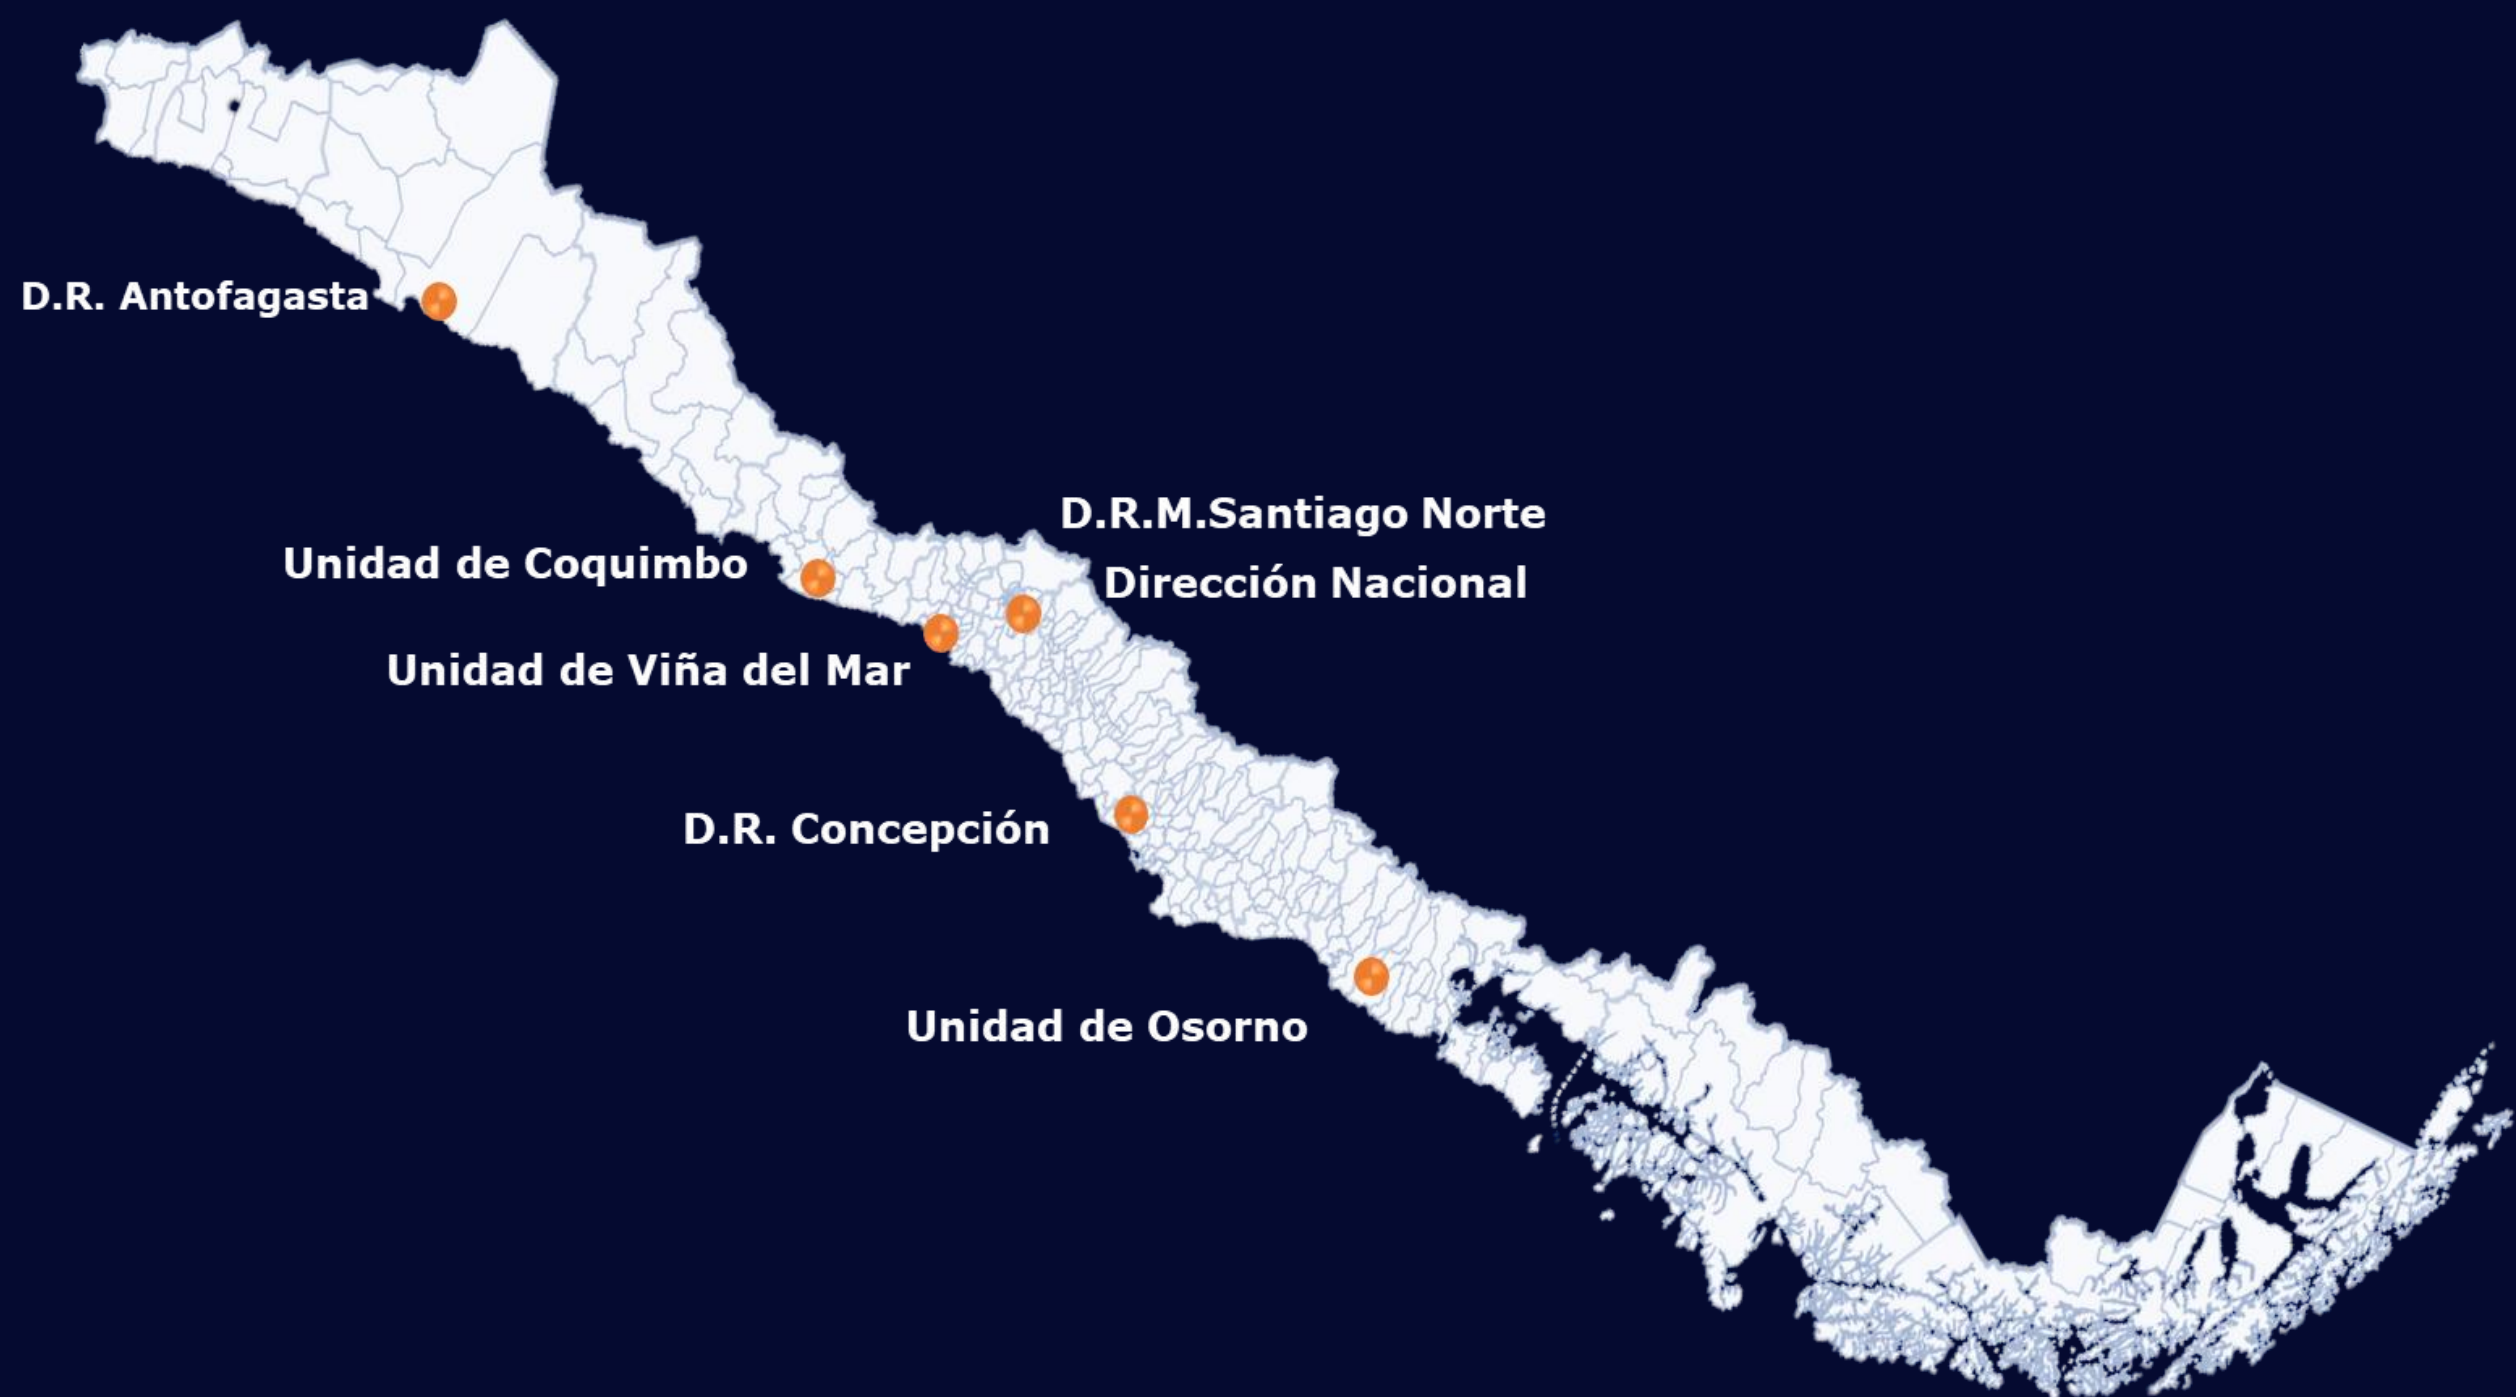 D.R. Antofagasta
D.R.M.Santiago Norte
Unidad de Coquimbo
Dirección Nacional
Unidad de Viña del Mar
D.R. Concepción
Unidad de Osorno